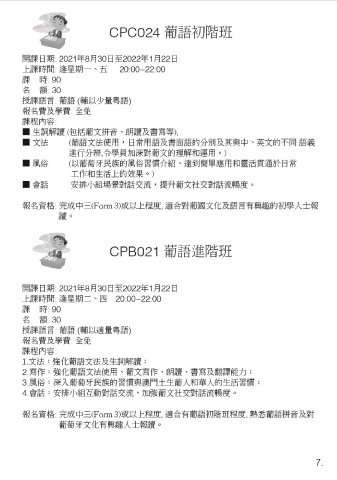 CPC024 葡語初階班
開課日期: 2021年8月30日至2022年1月22日
上課時間: 逢星期一、五 20:00~22:00
課 時: 90
名 額: 30
授課語言: 葡語 (輔以少量粵語)
報名費及學費: 全免
課程內容:
■ 生詞解讀 (包括葡文拼音、朗讀及書寫等),
■ 文法 (葡語文法使用，日常用語及書面語的分別及其與中、英文的不同 語義
進行分辨,令學員加深對葡文的理解和運用。)
■ 風俗 (以葡萄牙民族的風俗習慣介紹、達到簡單應用和靈活貫通於日常
工作和生活上的效果。)
■ 會話 安排小組場景對話交流，提升葡文社交對話流暢度。
報名資格: 完成中三(Form 3)或以上程度, 適合對葡國文化及語言有興趣的初學人士報
讀。
CPB021 葡語進階班
開課日期: 2021年8月30日至2022年1月22日
上課時間: 逢星期二、四 20:00~22:00
課 時: 90
名 額: 30
授課語言: 葡語 (輔以適量粵語)
報名費及學費: 全免
課程內容:
1.文法：強化葡語文法及生詞解讀；
2.寫作：強化葡語文法使用、葡文寫作、朗讀、書寫及翻譯能力；
3.風俗：深入葡萄牙民族的習慣與澳門土生葡人和華人的生活習慣；
4.會話：安排小組互動對話交流，加強葡文社交對話流暢度。
報名資格: 完成中三(Form 3)或以上程度, 適合有葡語初階班程度, 熟悉葡語拼音及對
葡萄牙文化有興趣人士報讀。
7.